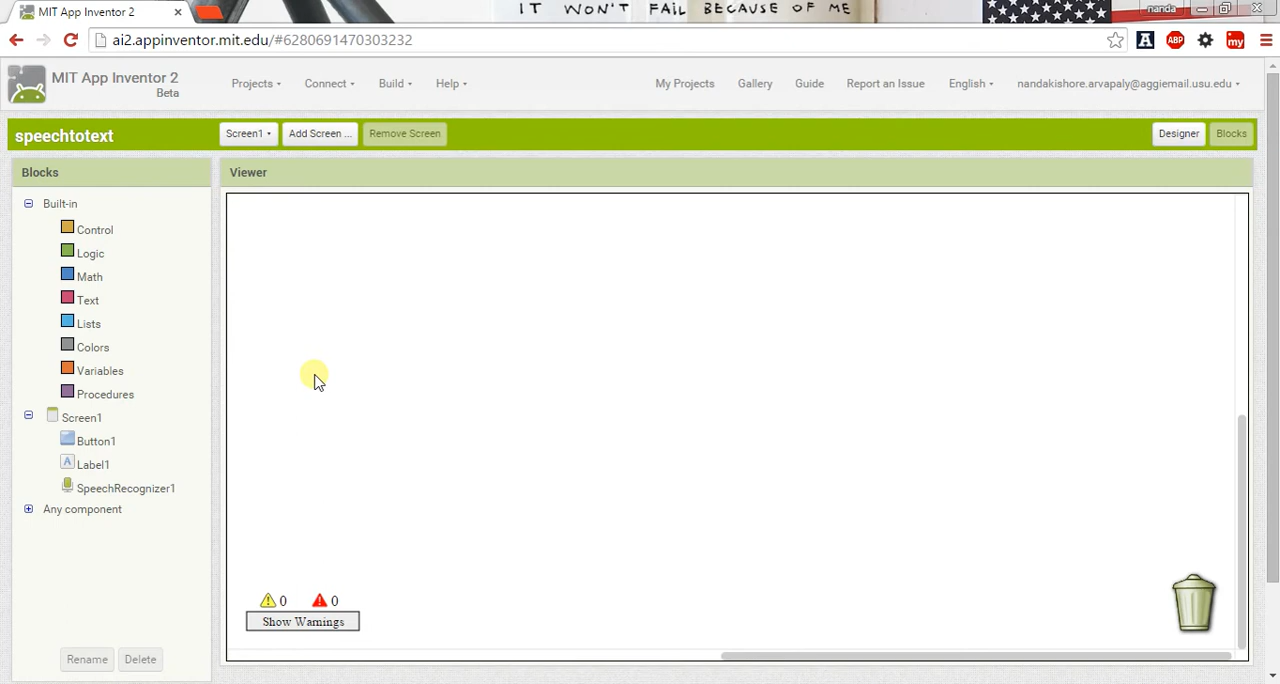 MIT App Inventor 2
IT WON'T FAIL BECAUSE OF ME
nanda
ai2.appinventor.mit.edu/#6280691470303232
A
ABP
my
MIT App Inventor 2
Beta
Projects
Connect
Build
Help
My Projects
Gallery
Guide
Report an Issue
English
nandakishore.arvapaly@aggiemail.usu.edu
speechtotext
Screen1
Add Screen ...
Remove Screen
Designer
Blocks
Blocks
Viewer
Built-in
Control
Logic
Math
Text
Lists
Colors
Variables
Procedures
Screen1
Button1
A Label1
SpeechRecognizer1
Any component
0 0
Show Warnings
Rename
Delete